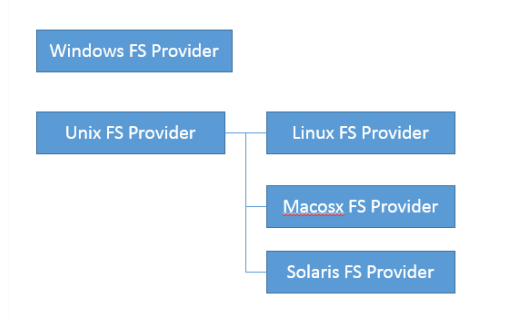 Windows FS Provider
Unix FS Provider
Linux FS Provider
Macosx FS Provider
Solaris FS Provider